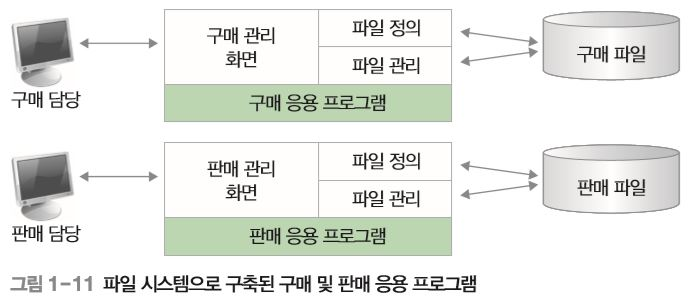 구매 관리
화면
파일 정의
파일 관리
구매 응용 프로그램
구매 담당
구매 파일
판매 관리
화면
파일 정의
파일 관리
판매 응용 프로그램
판매 담당
판매 파일
그림 1-11 파일 시스템으로 구축된 구매 및 판매 응용 프로그램